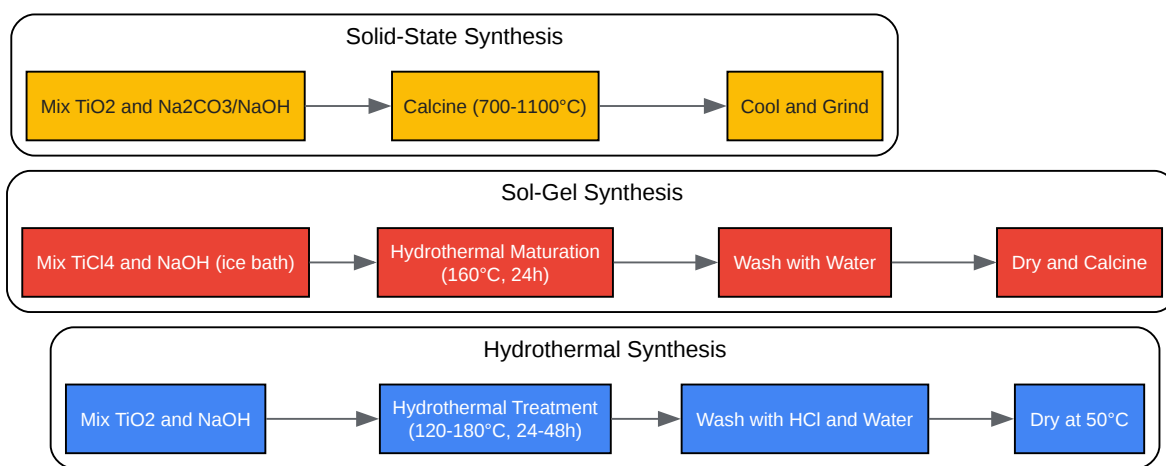 Solid-State Synthesis
Mix TiO2 and Na2CO3/NaOH
Calcine (700-1100°C)
Cool and Grind
Sol-Gel Synthesis
Mix TiCl4 and NaOH (ice bath)
Hydrothermal Maturation
(160°C, 24h)
Wash with Water
Dry and Calcine
Hydrothermal Synthesis
Mix TiO2 and NaOH
Hydrothermal Treatment
(120-180°C, 24-48h)
Wash with HCl and Water
Dry at 50°C